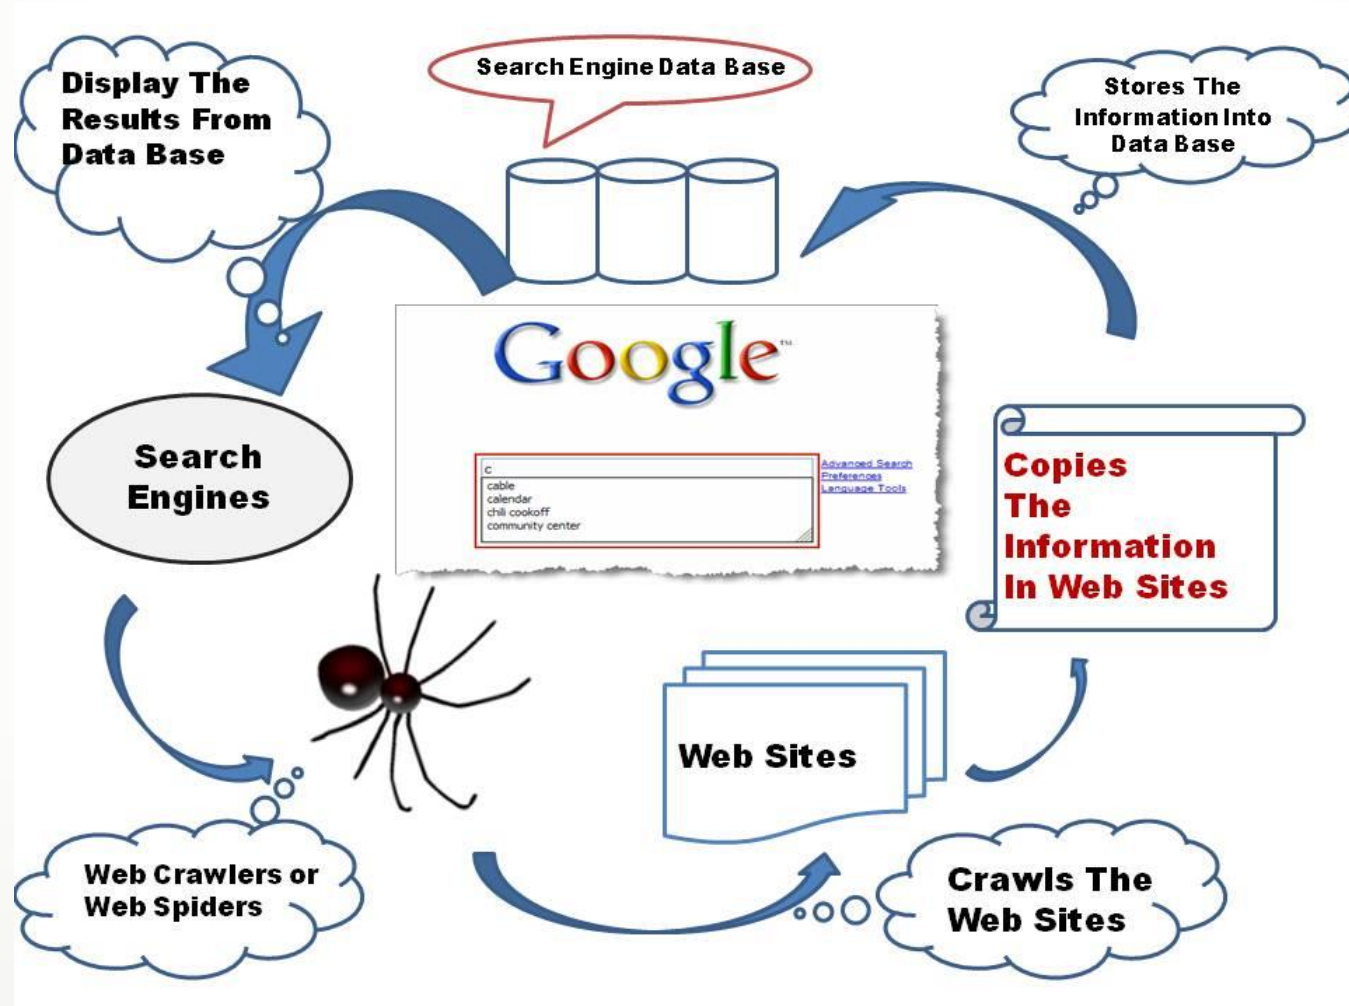 Display The
Results From
Data Base
Search Engine Data Base
Stores The
Information Into
Data Base
Google™
c
cable
calendar
chili cookoff
community center
Advanced Search
Preferences
Language Tools
Search
Engines
Copies
The
Information
In Web Sites
Web Sites
Web Crawlers or
Web Spiders
Crawls The
Web Sites